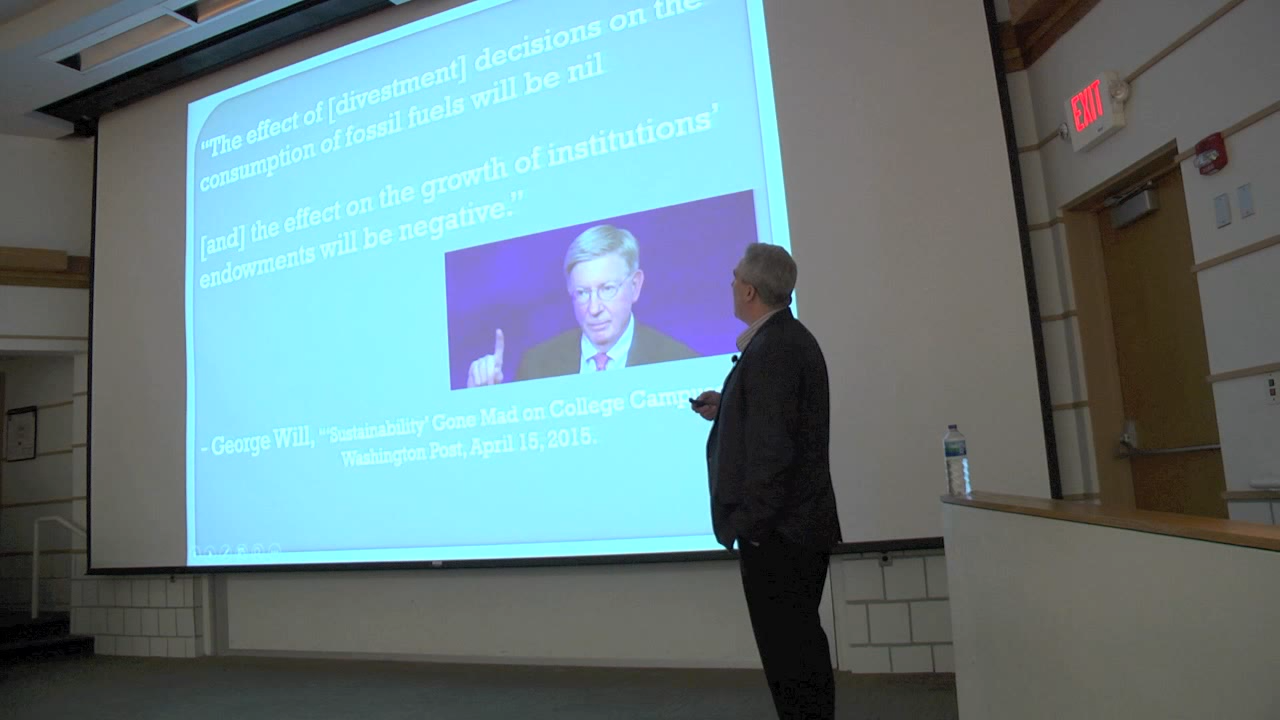 “The effect of [divestment] decisions on the
consumption of fossil fuels will be nil
[and] the effect on the growth of institutions’
endowments will be negative.”
- George Will, “‘Sustainability’ Gone Mad on College
Washington Post, April 15, 2015.
EXIT